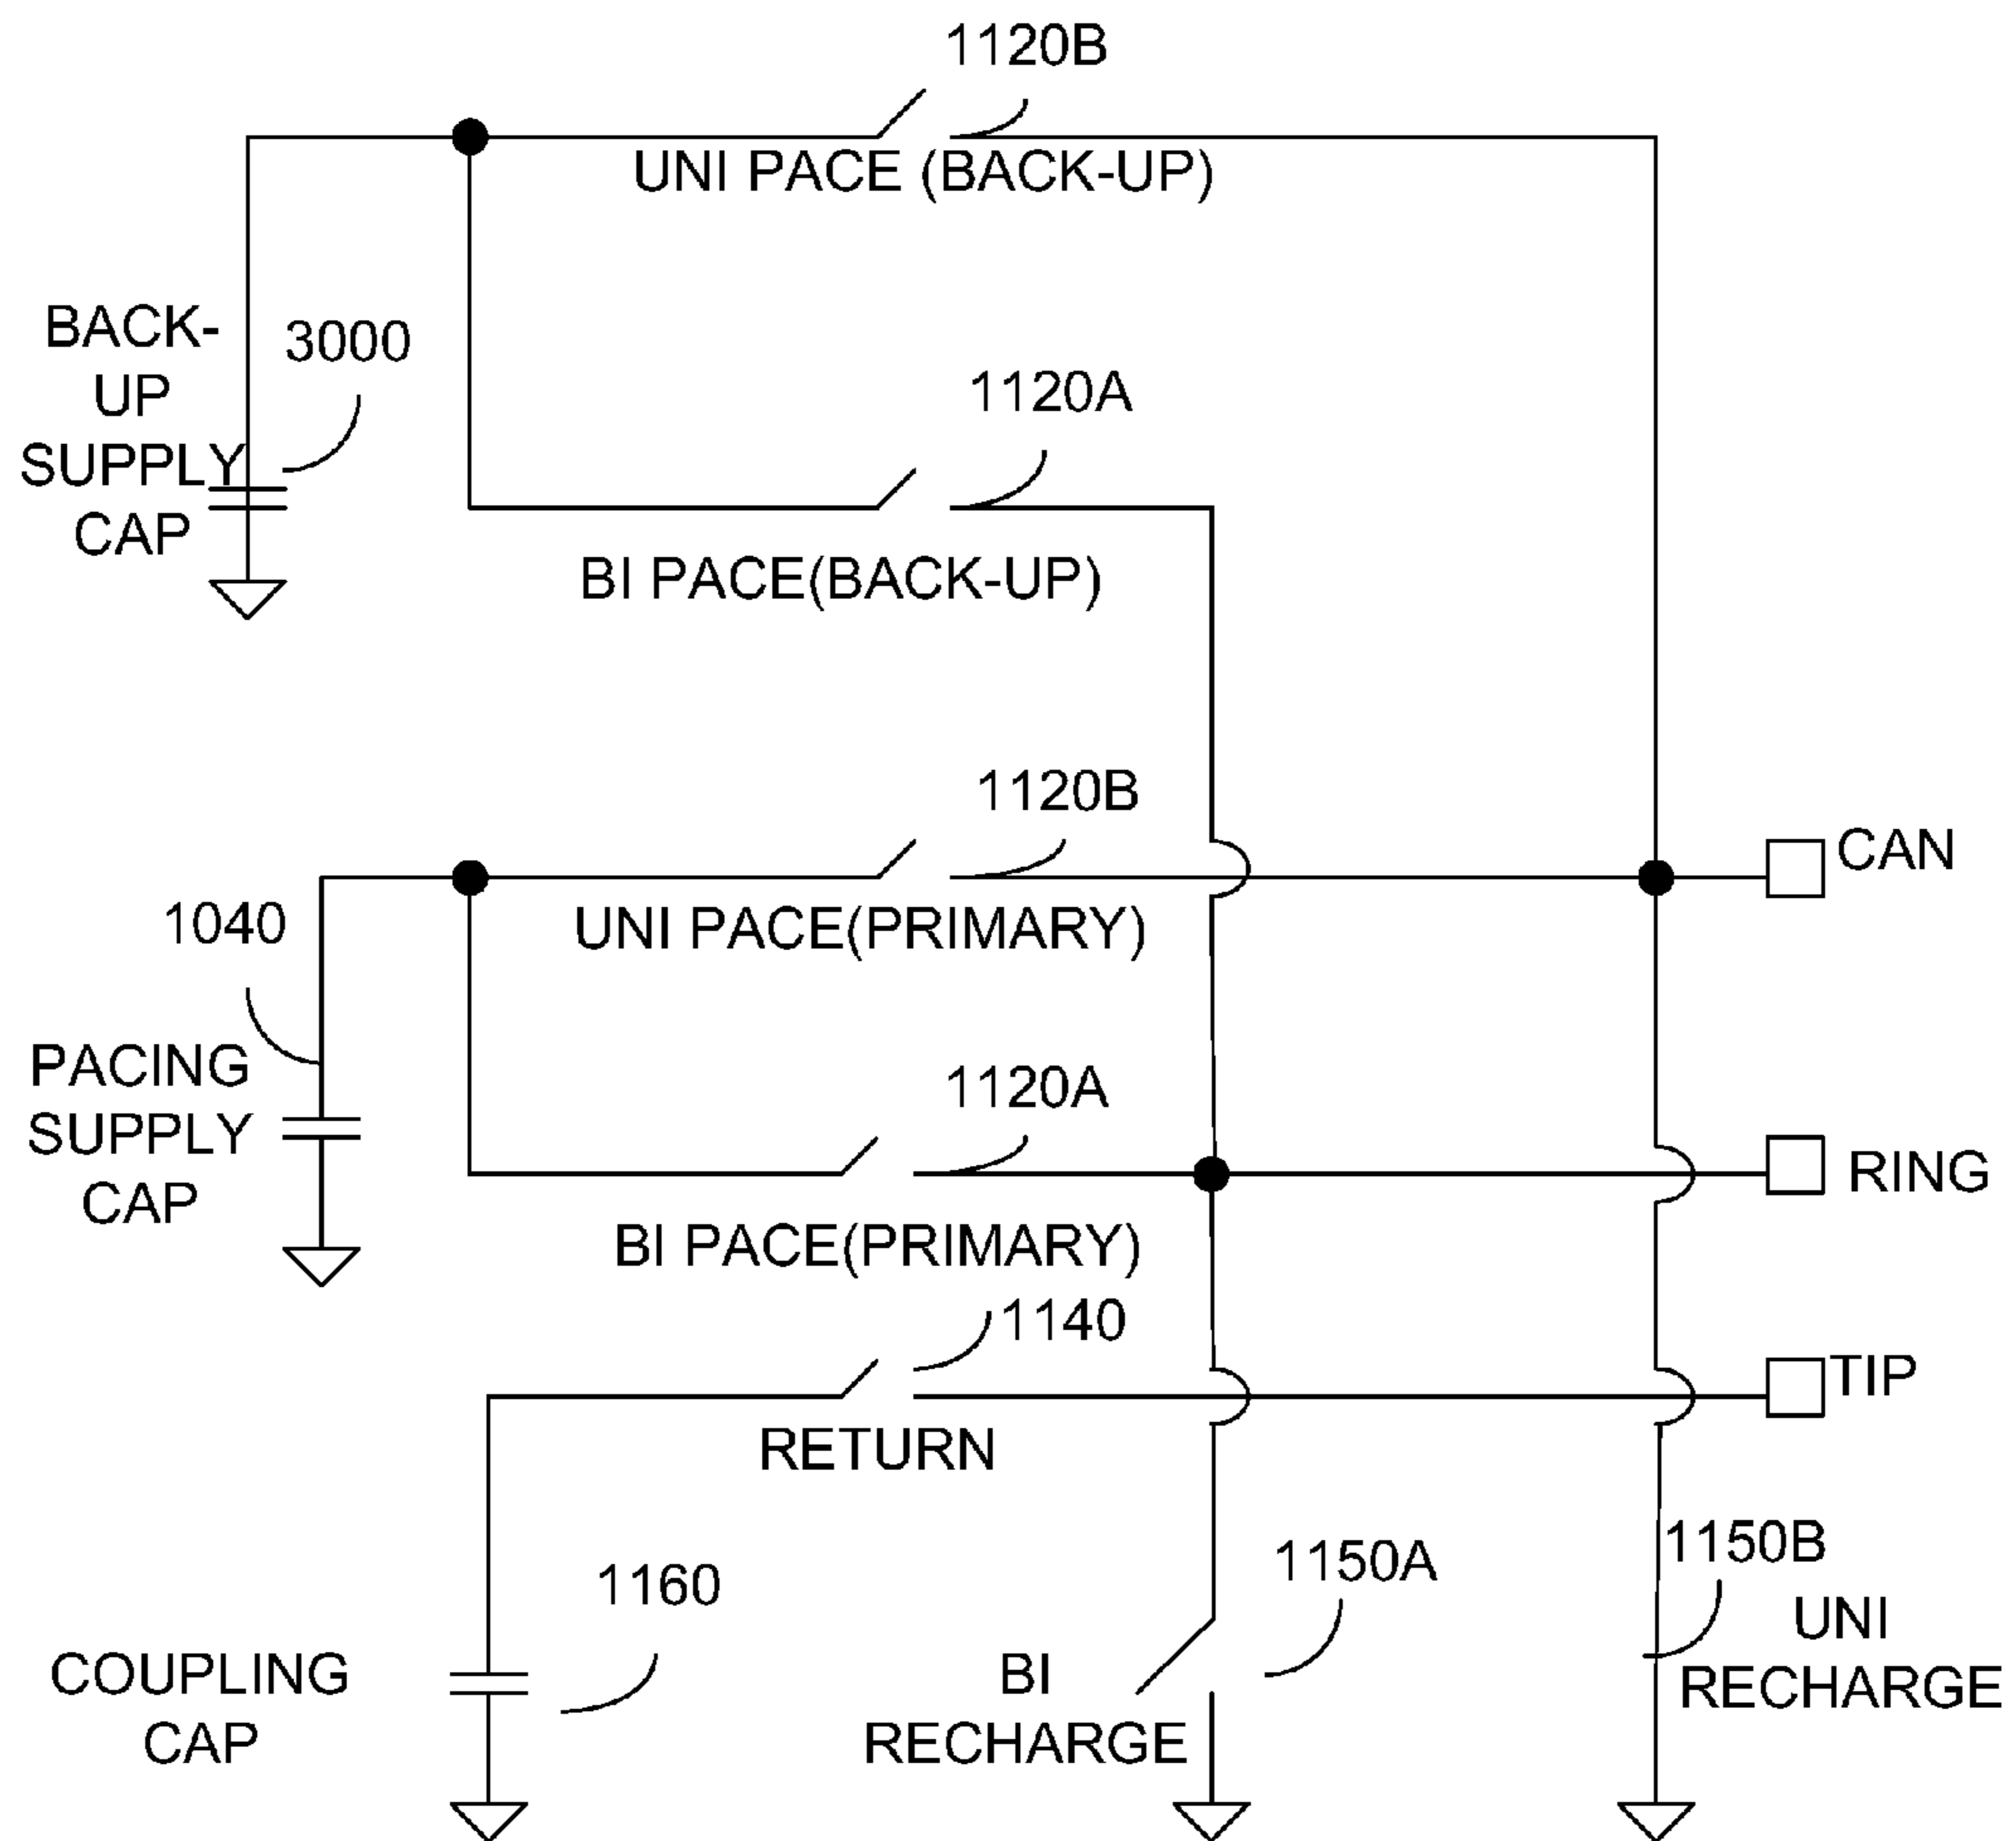 1120B
UNI PACE (BACK-UP)
BACK-
UP
SUPPLY
CAP
3000
1120A
BI PACE(BACK-UP)
1120B
CAN
1040
UNI PACE(PRIMARY)
PACING
SUPPLY
CAP
1120A
RING
BI PACE(PRIMARY)
1140
TIP
RETURN
1160
1150A
1150B
UNI
RECHARGE
COUPLING
CAP
BI
RECHARGE